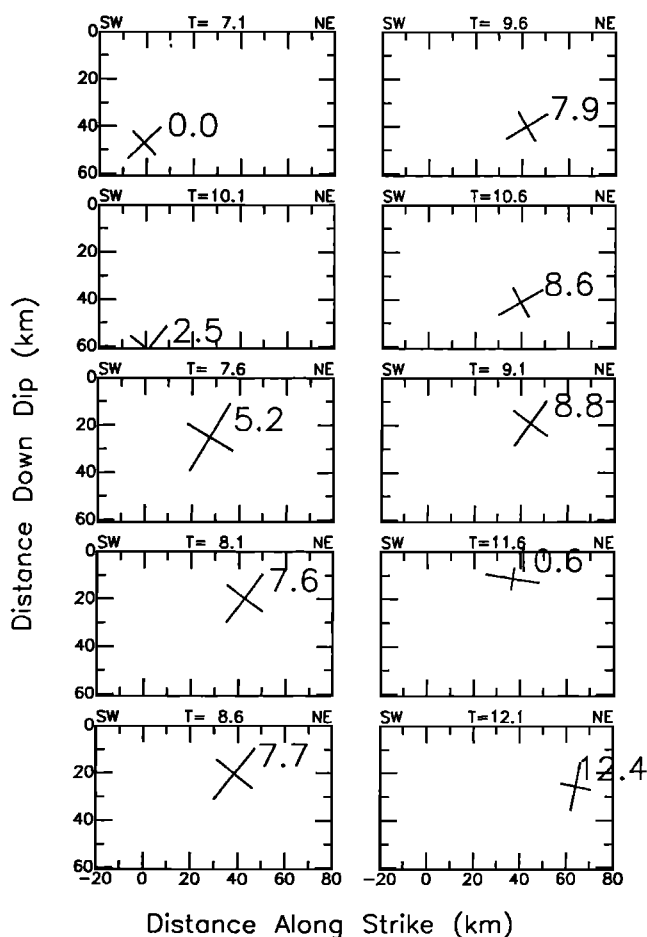 SW T= 7.1 NE
0
20
40
60
0.0
SW T=10.1 NE
0
20
40
60
2.5
SW T= 7.6 NE
0
20
40
60
5.2
SW T= 8.1 NE
0
20
40
60
7.6
SW T= 8.6 NE
0
20
40
60
7.7
-20 0 20 40 60 80
SW T= 9.6 NE
7.9
SW T=10.6 NE
8.6
SW T= 9.1 NE
8.8
SW T=11.6 NE
10.6
SW T=12.1 NE
12.4
-20 0 20 40 60 80
Distance Down Dip (km)
Distance Along Strike (km)